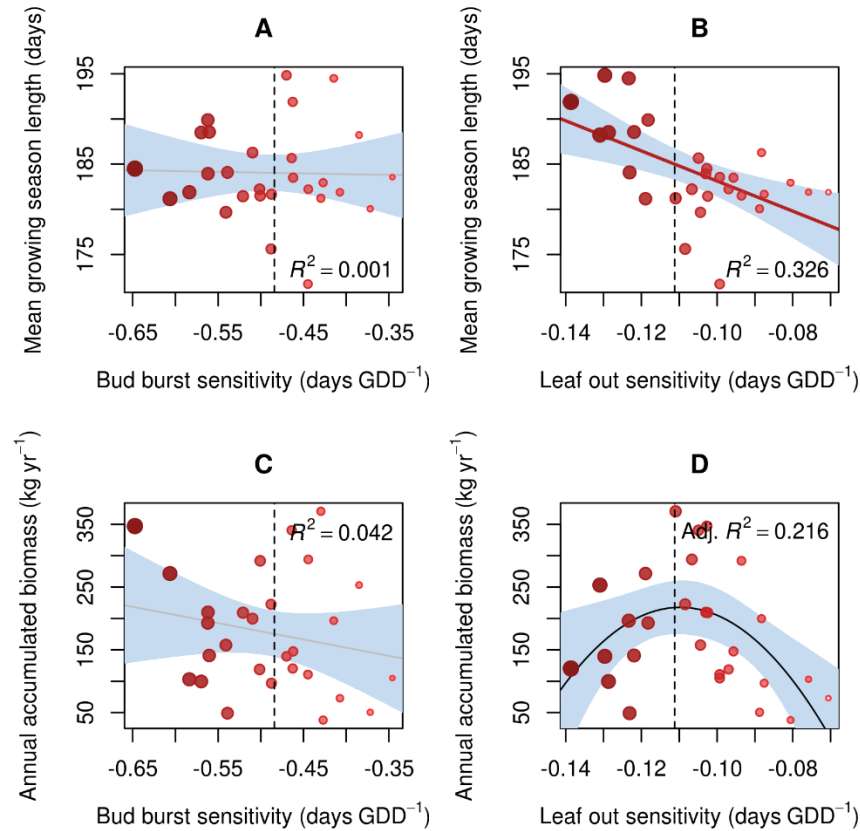 A
Mean growing season length (days)
195
185
175
R² = 0.001
-0.65 -0.55 -0.45 -0.35
Bud burst sensitivity (days GDD⁻¹)
B
Mean growing season length (days)
195
185
175
R² = 0.326
-0.14 -0.12 -0.10 -0.08
Leaf out sensitivity (days GDD⁻¹)
C
Annual accumulated biomass (kg yr⁻¹)
350
250
150
50
R² = 0.042
-0.65 -0.55 -0.45 -0.35
Bud burst sensitivity (days GDD⁻¹)
D
Annual accumulated biomass (kg yr⁻¹)
350
250
150
50
Adj. R² = 0.216
-0.14 -0.12 -0.10 -0.08
Leaf out sensitivity (days GDD⁻¹)